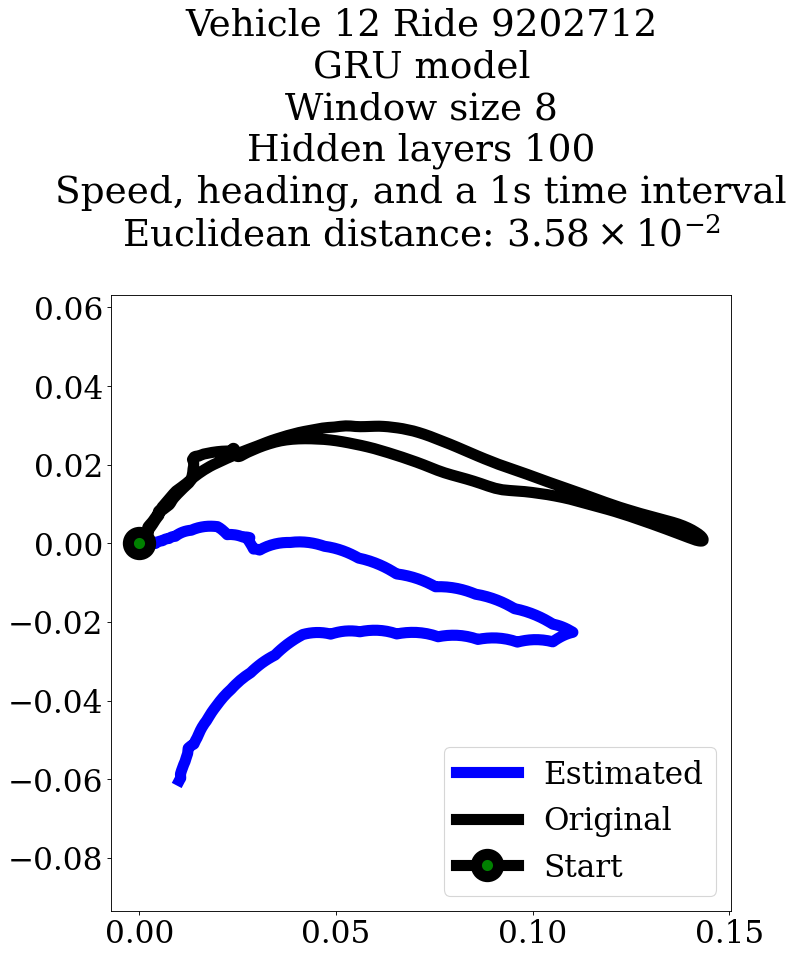 Vehicle 12 Ride 9202712
GRU model
Window size 8
Hidden layers 100
Speed, heading, and a 1s time interval
Euclidean distance: 3.58 × 10⁻²
0.06
0.04
0.02
0.00
−0.02
−0.04
−0.06
−0.08
Estimated
Original
Start
0.00 0.05 0.10 0.15